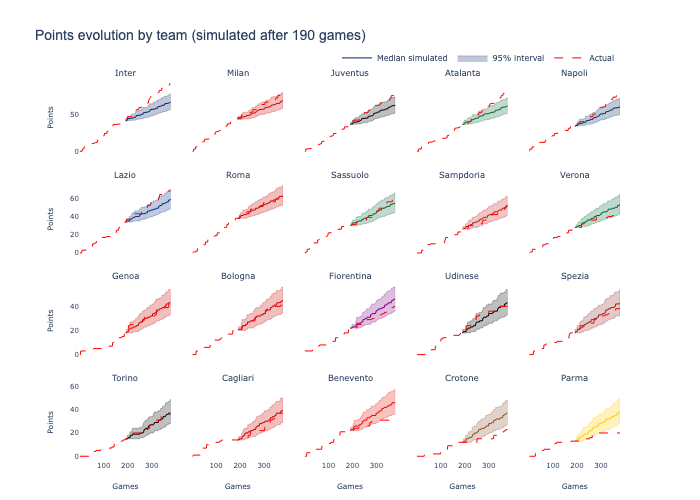 Points evolution by team (simulated after 190 games)
Median simulated 95% interval Actual
Inter Milan Juventus Atalanta Napoli
50
0
Points
Lazio Roma Sassuolo Sampdoria Verona
60
40
20
0
Points
Genoa Bologna Fiorentina Udinese Spezia
40
20
0
Points
Torino Cagliari Benevento Crotone Parma
60
40
20
0
Points
100 200 300 100 200 300 100 200 300 100 200 300 100 200 300
Games Games Games Games Games